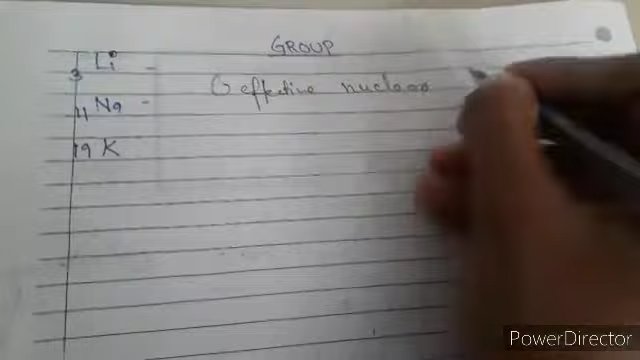 GROUP
3 Li -
G effective nuclear
11 Na -
19 K
PowerDirector